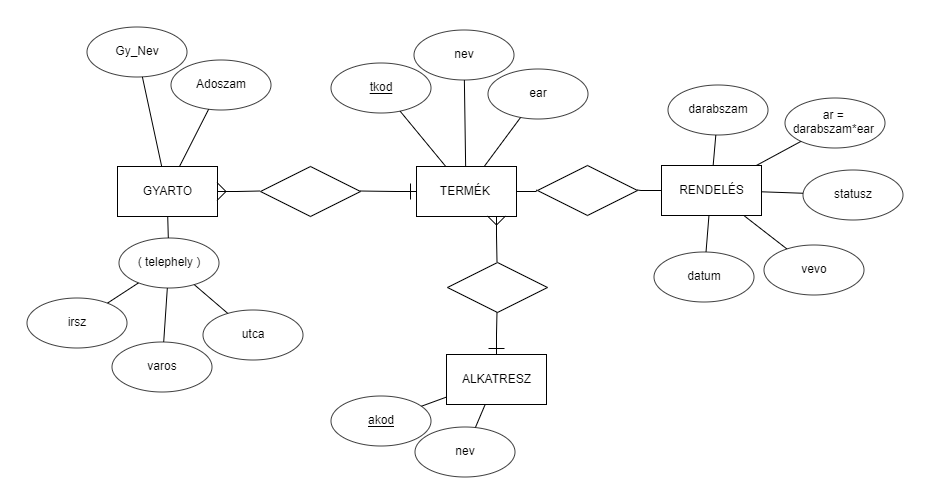 Gy_Nev
Adoszam
tkod
nev
ear
darabszam
ar =
darabszam*ear
GYARTO
TERMÉK
RENDELÉS
statusz
( telephely )
datum
vevo
irsz
varos
utca
ALKATRESZ
akod
nev